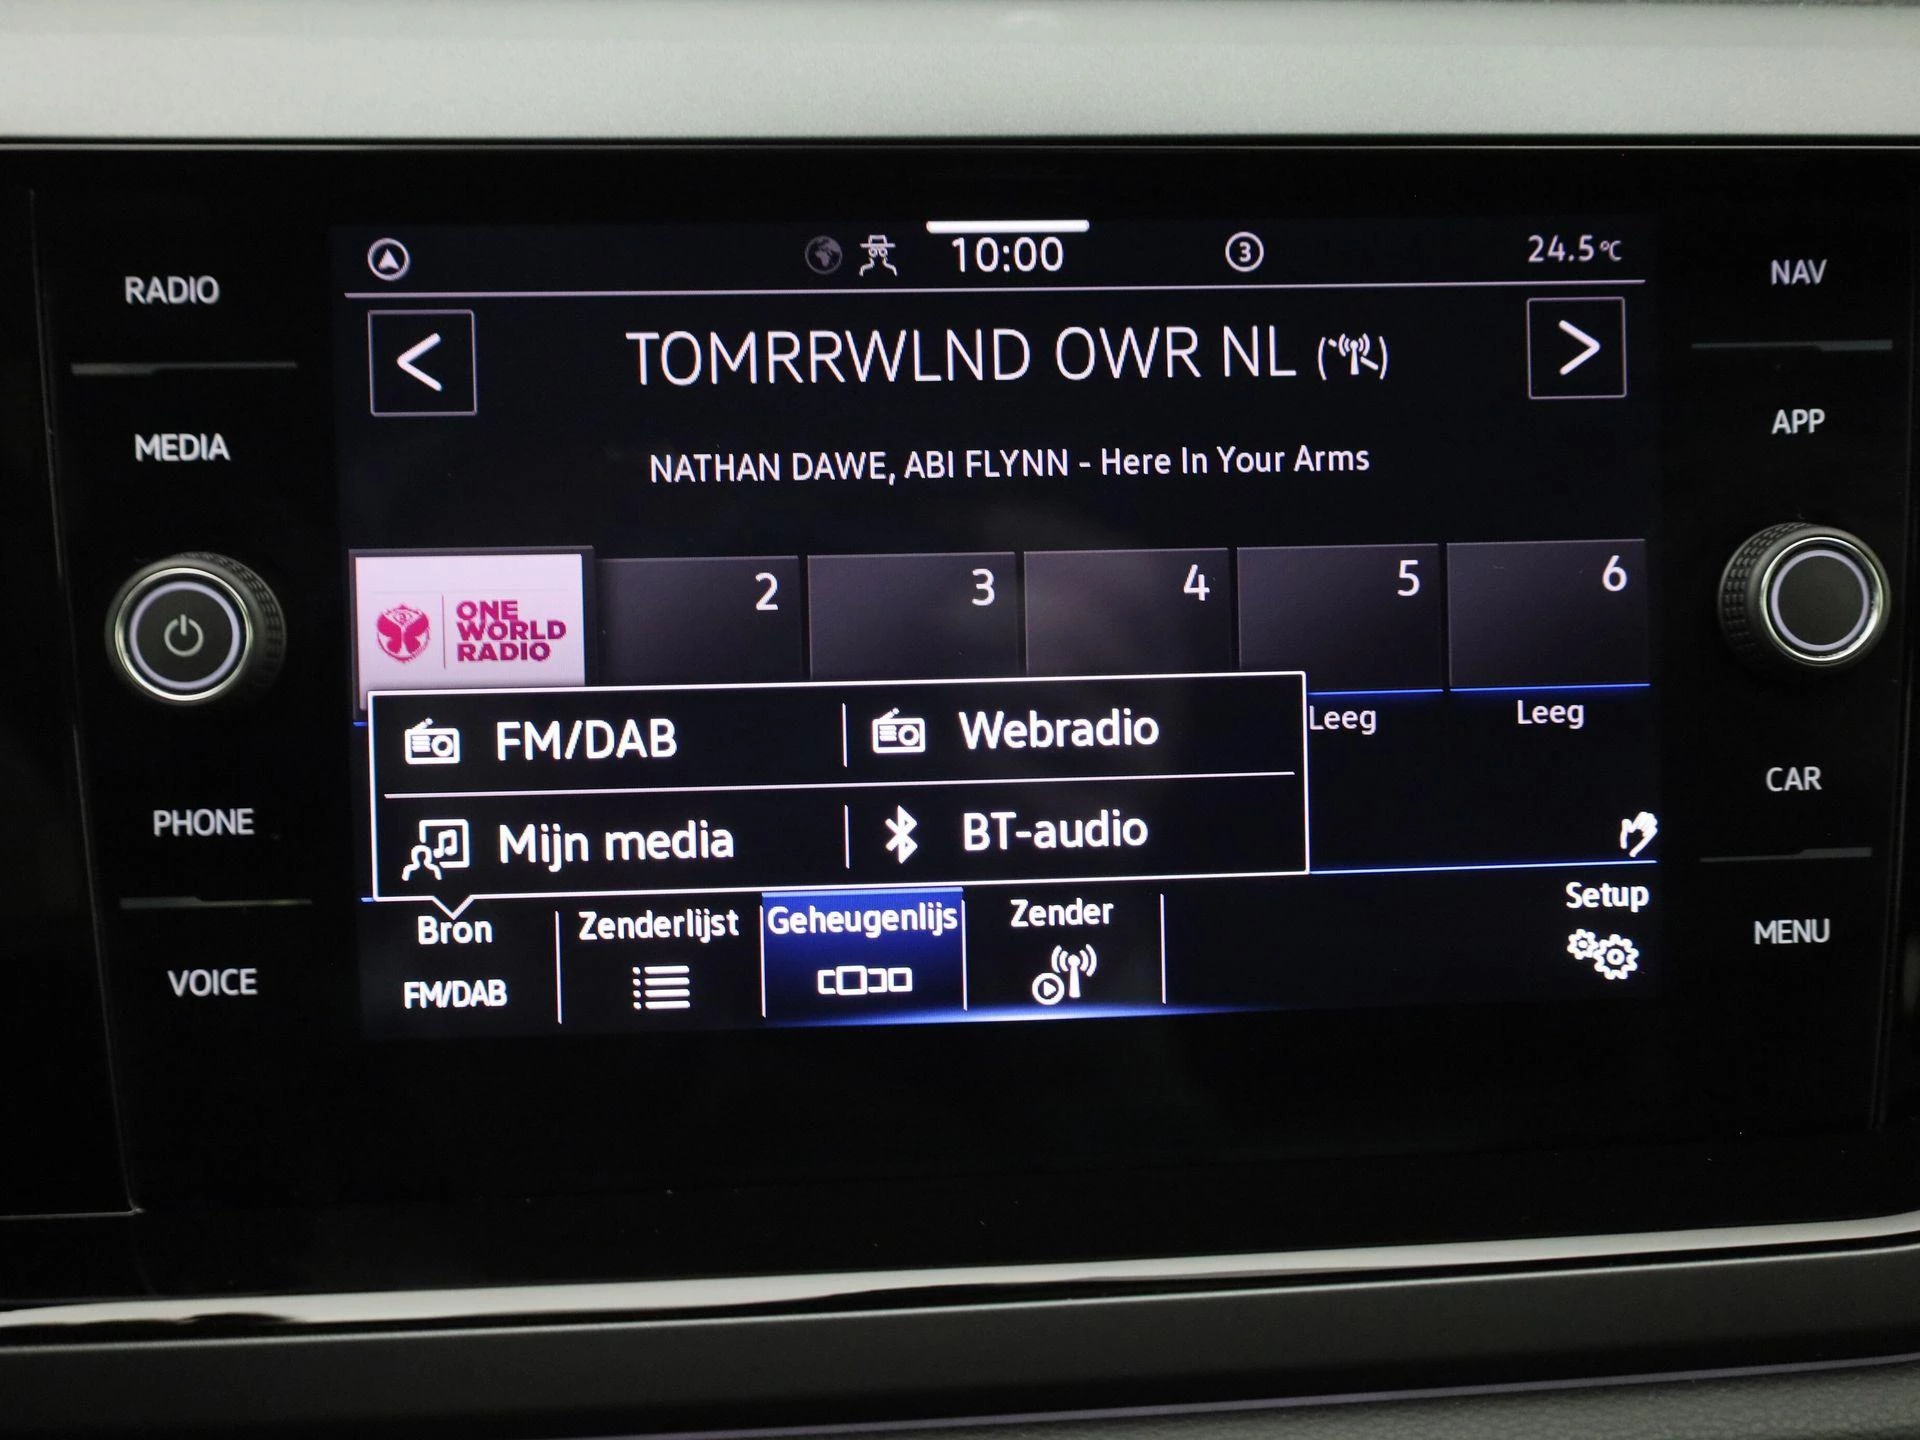 10:00
3
24.5°C
RADIO
NAV
<
TOMRRWLND OWR NL
>
MEDIA
APP
NATHAN DAWE, ABI FLYNN - Here In Your Arms
ONE
WORLD
RADIO
2
3
4
5
6
Leeg
Leeg
FM/DAB
Webradio
PHONE
CAR
Mijn media
BT-audio
Bron
Zenderlijst
Geheugenlijs
Zender
Setup
FM/DAB
VOICE
MENU